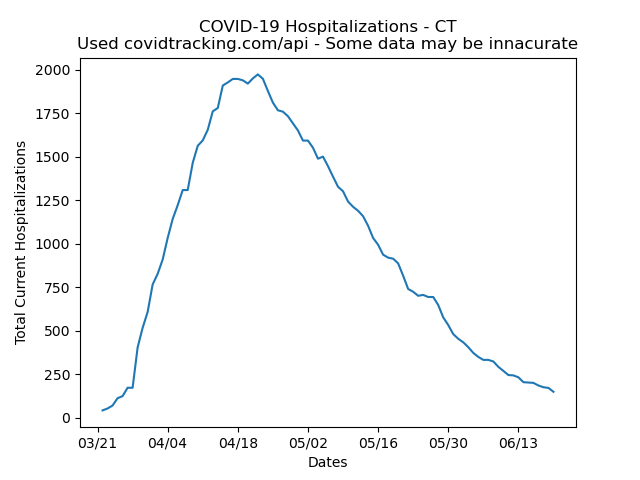 COVID-19 Hospitalizations - CT
Used covidtracking.com/api - Some data may be innacurate
Total Current Hospitalizations
2000
1750
1500
1250
1000
750
500
250
0
03/21 04/04 04/18 05/02 05/16 05/30 06/13
Dates